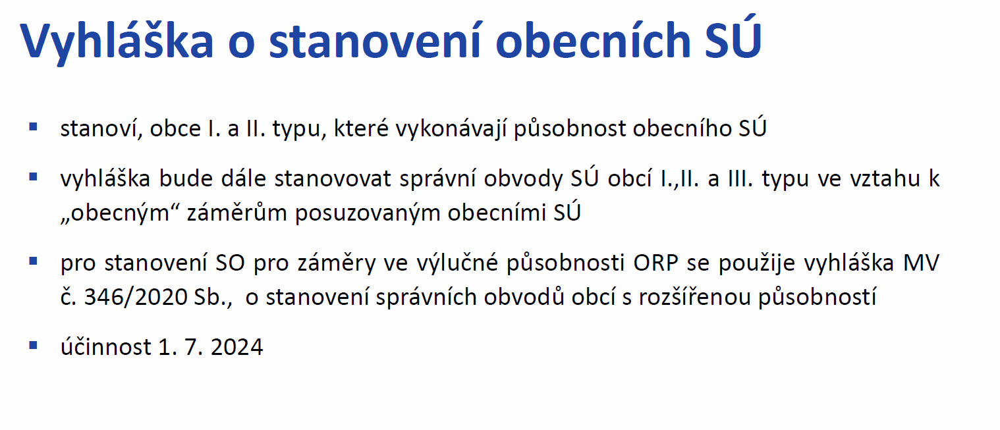 Vyhláška o stanovení obecních SÚ
▪ stanoví, obce I. a II. typu, které vykonávají působnost obecního SÚ
▪ vyhláška bude dále stanovovat správní obvody SÚ obcí I.,II. a III. typu ve vztahu k
„obecným“ záměrům posuzovaným obecními SÚ
▪ pro stanovení SO pro záměry ve výlučné působnosti ORP se použije vyhláška MV
č. 346/2020 Sb.,  o stanovení správních obvodů obcí s rozšířenou působností
▪ účinnost 1. 7. 2024